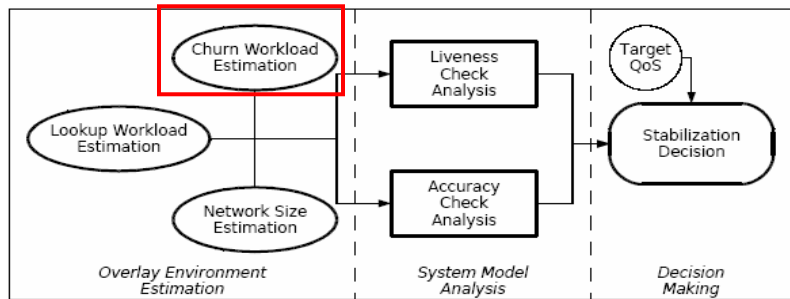 Churn Workload
Estimation
Lookup Workload
Estimation
Network Size
Estimation
Overlay Environment
Estimation
Liveness
Check
Analysis
Accuracy
Check
Analysis
System Model
Analysis
Target
QoS
Stabilization
Decision
Decision
Making